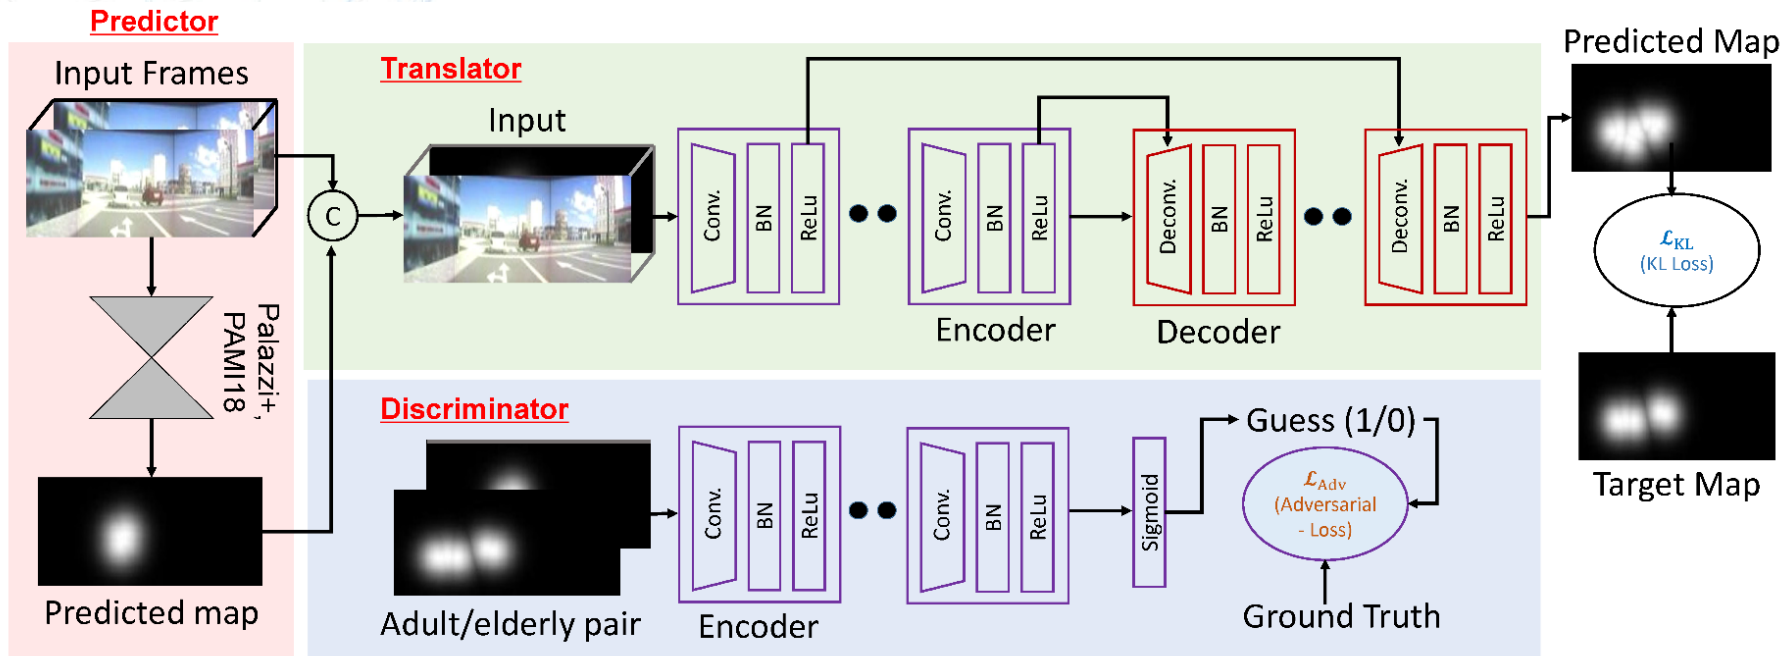 Predictor
Input Frames
C
Palazzi+,
PAMI18
Predicted map
Translator
Input
Conv.
BN
ReLu
Conv.
BN
ReLu
Encoder
Deconv.
BN
ReLu
Decoder
Deconv.
BN
ReLu
Predicted Map
ℒKL
(KL Loss)
Target Map
Discriminator
Adult/elderly pair
Conv.
BN
ReLu
Encoder
Conv.
BN
ReLu
Sigmoid
Guess (1/0)
ℒAdv
(Adversarial
- Loss)
Ground Truth